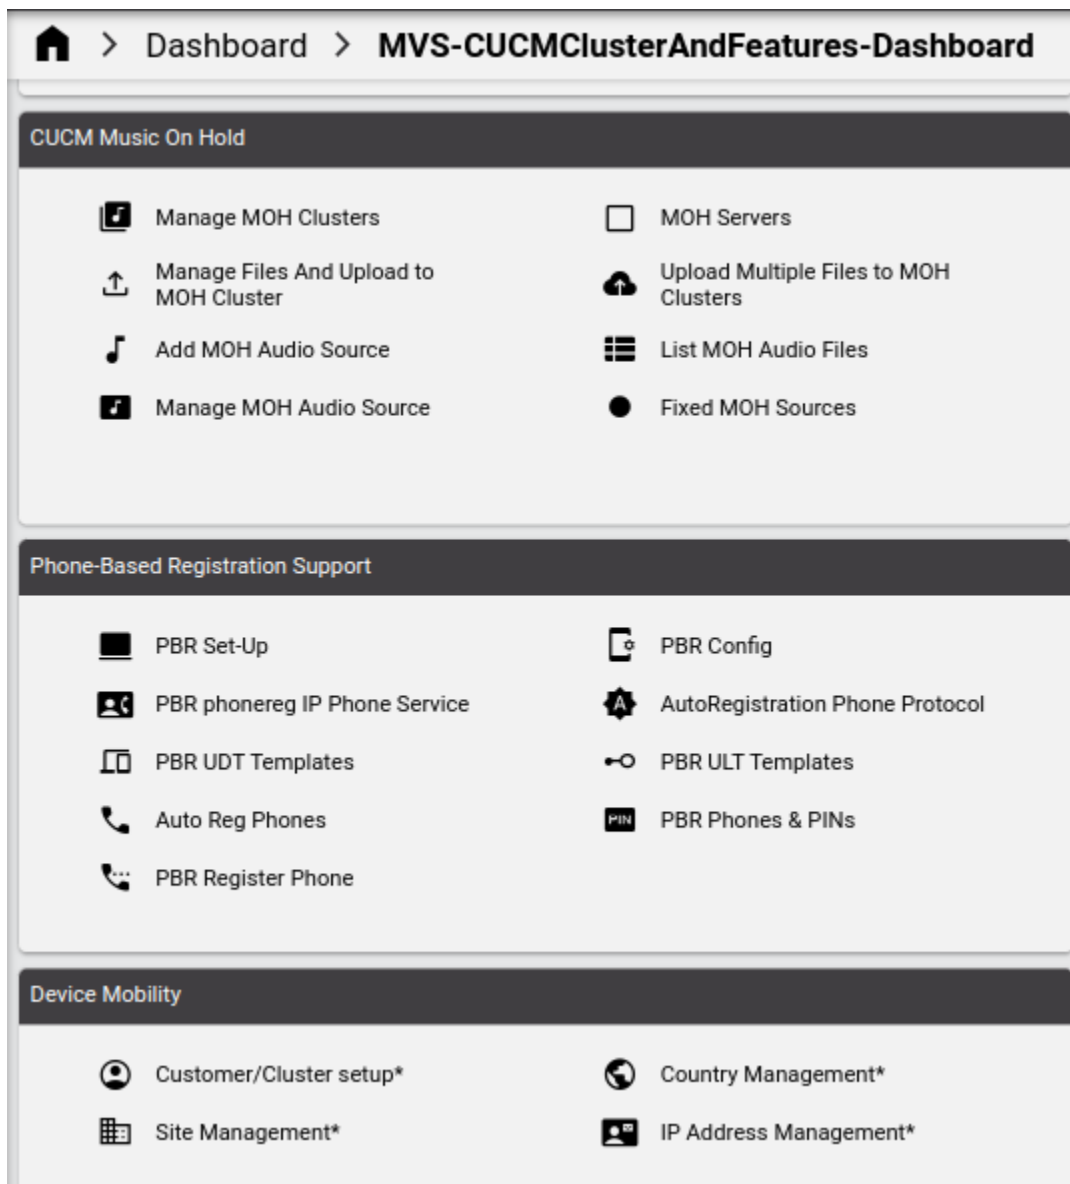 Dashboard > MVS-CUCMClusterAndFeatures-Dashboard
CUCM Music On Hold
Manage MOH Clusters
MOH Servers
Manage Files And Upload to
MOH Cluster
Upload Multiple Files to MOH
Clusters
Add MOH Audio Source
List MOH Audio Files
Manage MOH Audio Source
Fixed MOH Sources
Phone-Based Registration Support
PBR Set-Up
PBR Config
PBR phonereg IP Phone Service
A AutoRegistration Phone Protocol
PBR UDT Templates
PBR ULT Templates
Auto Reg Phones
PIN PBR Phones & PINs
PBR Register Phone
Device Mobility
Customer/Cluster setup*
Country Management*
Site Management*
IP Address Management*